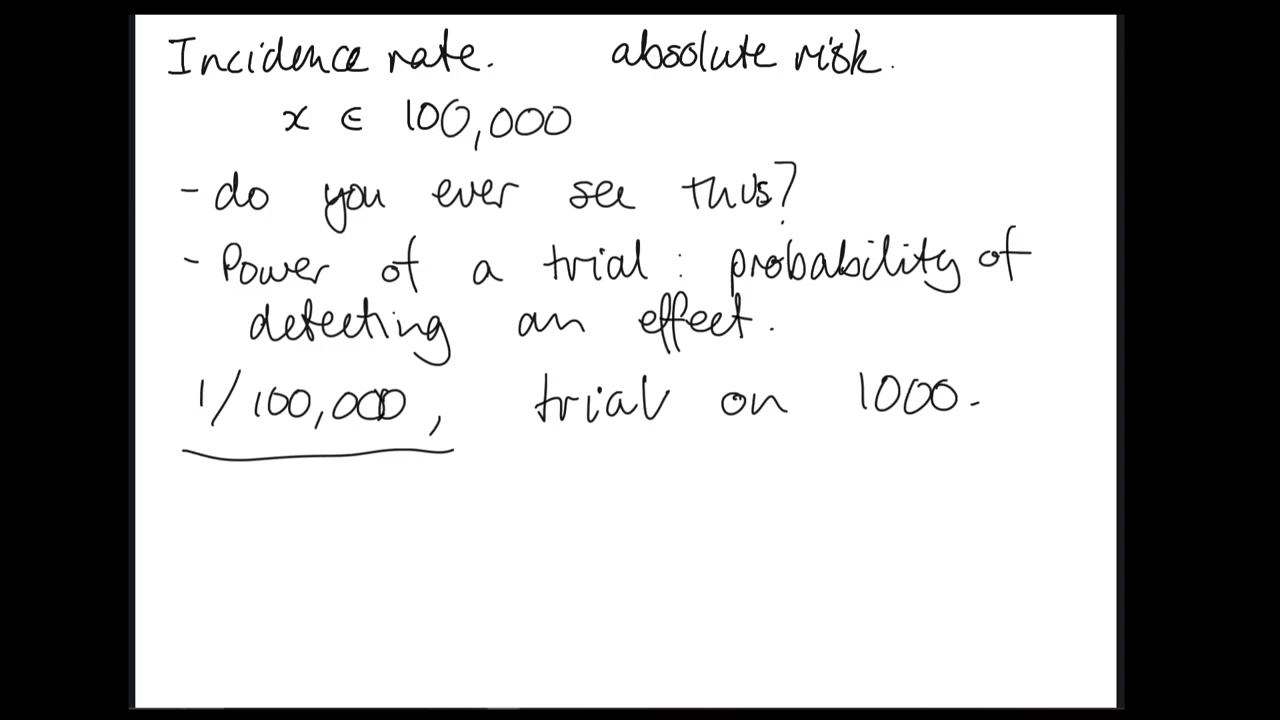 Incidence rate. absolute risk.
x ∈ 100,000
- do you ever see thus?
- Power of a trial : probability of
detecting an effect.
1/100,000, trial on 1000.